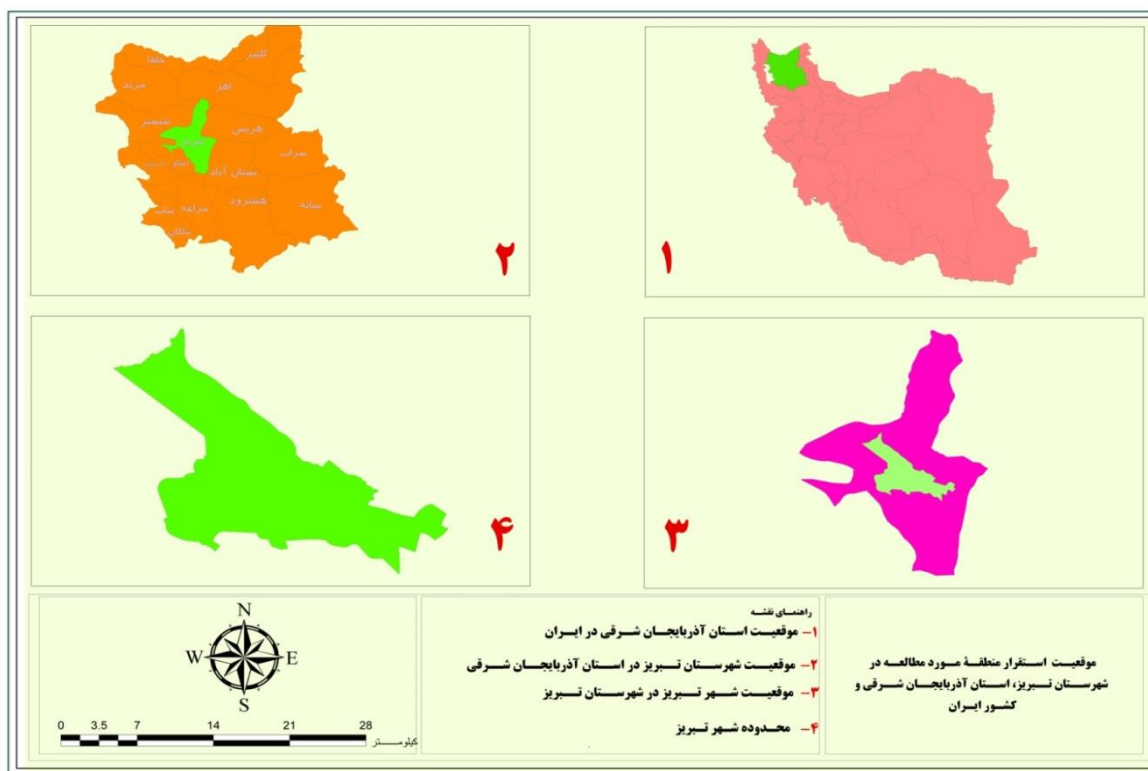 ۱
۲
کلیبر
جلفا
مرند
اهر
شبستر
هریس
تبریز
سراب
اسکو
بستان آباد
هشترود
میانه
مراغه
بناب
ملکان
۳
۴
راهنمای نقشه
۱- موقعیت استان آذربایجان شرقی در ایران
۲- موقعیت شهرستان تبریز در استان آذربایجان شرقی
۳- موقعیت شهر تبریز در شهرستان تبریز
۴- محدوده شهر تبریز
موقعیت استقرار منطقهٔ مورد مطالعه در
شهرستان تبریز، استان آذربایجان شرقی و
کشور ایران
N
W E
S
0 3.5 7 14 21 28
کیلومتر